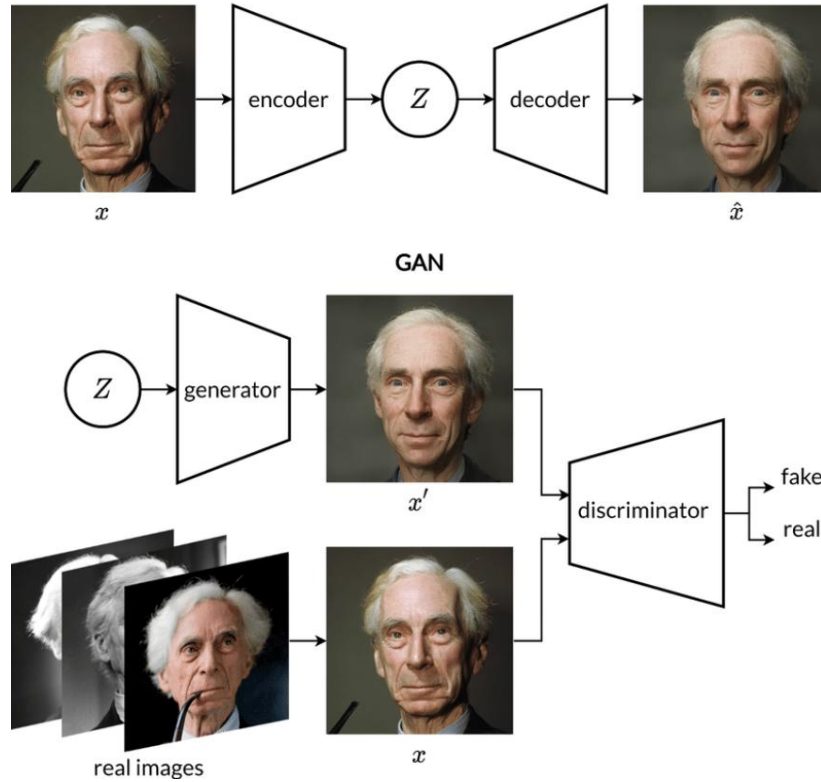 encoder
Z
decoder
x
x̂
GAN
Z
generator
x′
discriminator
fake
real
real images
x